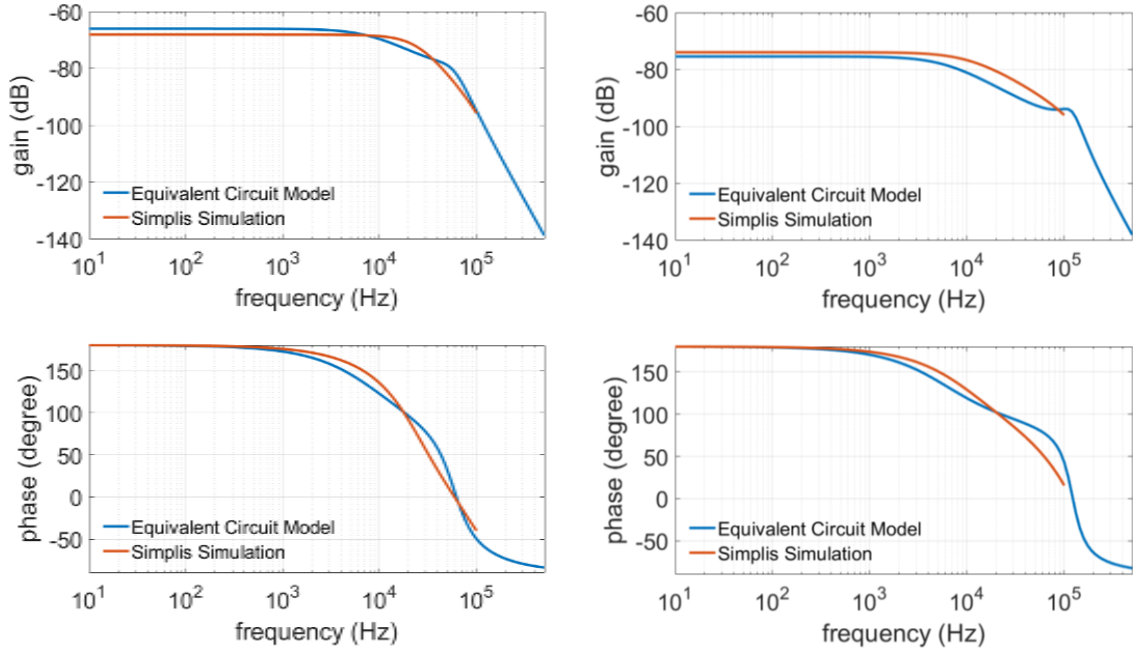 -60
-80
-100
-120
-140
gain (dB)
Equivalent Circuit Model
Simplis Simulation
10^1 10^2 10^3 10^4 10^5
frequency (Hz)
-60
-80
-100
-120
-140
gain (dB)
Equivalent Circuit Model
Simplis Simulation
10^1 10^2 10^3 10^4 10^5
frequency (Hz)
150
100
50
0
-50
phase (degree)
Equivalent Circuit Model
Simplis Simulation
10^1 10^2 10^3 10^4 10^5
frequency (Hz)
150
100
50
0
-50
phase (degree)
Equivalent Circuit Model
Simplis Simulation
10^1 10^2 10^3 10^4 10^5
frequency (Hz)